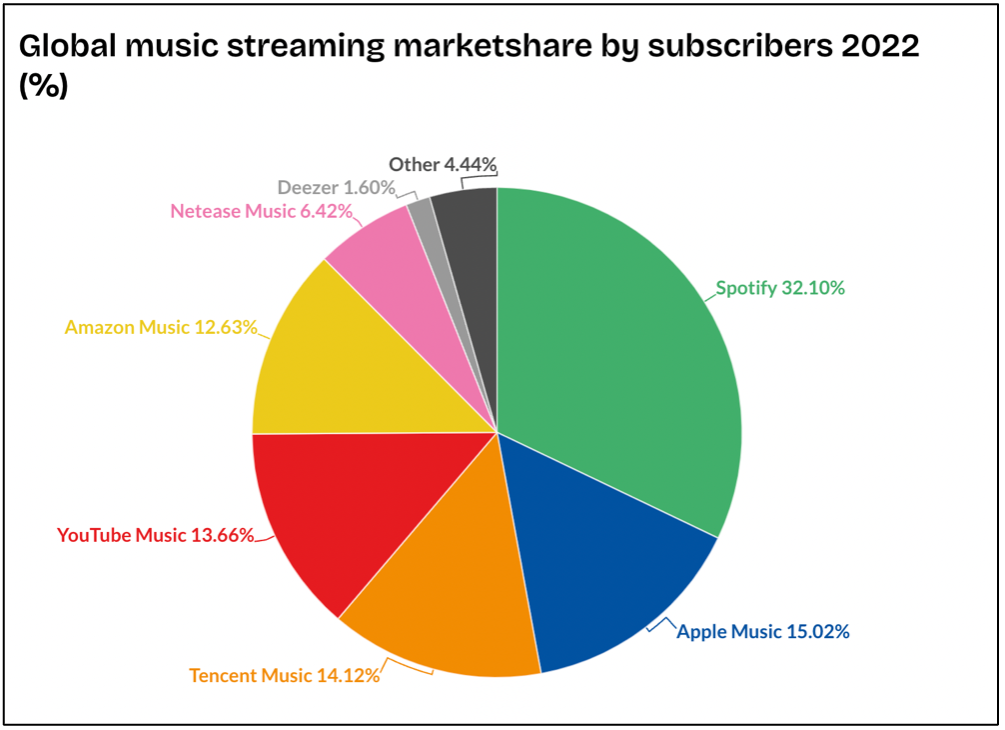 Global music streaming marketshare by subscribers 2022
(%)
Other 4.44%
Deezer 1.60%
Netease Music 6.42%
Spotify 32.10%
Amazon Music 12.63%
YouTube Music 13.66%
Apple Music 15.02%
Tencent Music 14.12%